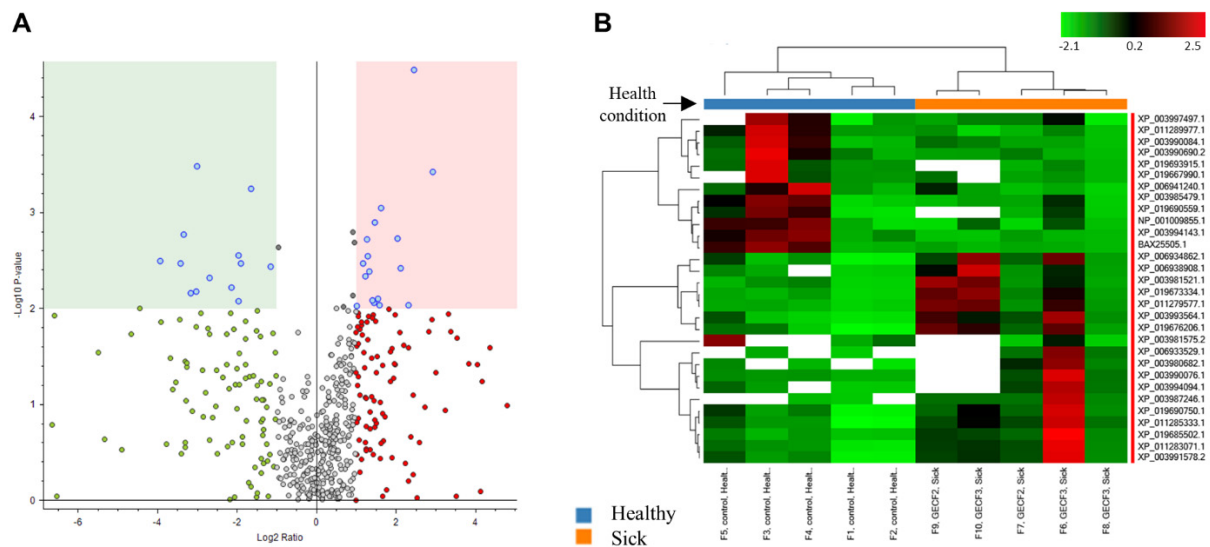 A
B
-2.1 0.2 2.5
Health
condition
4
3
2
1
0
-Log10 P-value
-6 -4 -2 0 2 4
Log2 Ratio
XP_003997497.1
XP_011289977.1
XP_003990084.1
XP_003990690.2
XP_019693915.1
XP_019667990.1
XP_006941240.1
XP_003985479.1
XP_019690559.1
NP_001009855.1
XP_003994143.1
BAX25505.1
XP_006934862.1
XP_006938908.1
XP_003981521.1
XP_019673334.1
XP_011279577.1
XP_003993564.1
XP_019676206.1
XP_003981575.2
XP_006933529.1
XP_003980682.1
XP_003990076.1
XP_003994094.1
XP_003987246.1
XP_019690750.1
XP_011285333.1
XP_019685502.1
XP_011283071.1
XP_003991578.2
F5, control, Healt...
F3, control, Healt...
F4, control, Healt...
F1, control, Healt...
F2, control, Healt...
F9, GECF2, Sick
F10, GECF3, Sick
F7, GECF2, Sick
F6, GECF3, Sick
F8, GECF3, Sick
Healthy
Sick